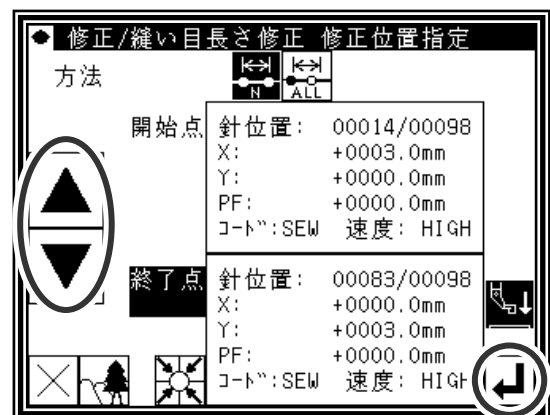 修正/縫い目長さ修正 修正位置指定
方法
N ALL
開始点
針位置: 00014/00098
X: +0003.0mm
Y: +0000.0mm
PF: +0000.0mm
ｺｰﾄﾞ:SEW 速度: HIGH
終了点
針位置: 00083/00098
X: +0000.0mm
Y: +0003.0mm
PF: +0000.0mm
ｺｰﾄﾞ:SEW 速度: HIGH